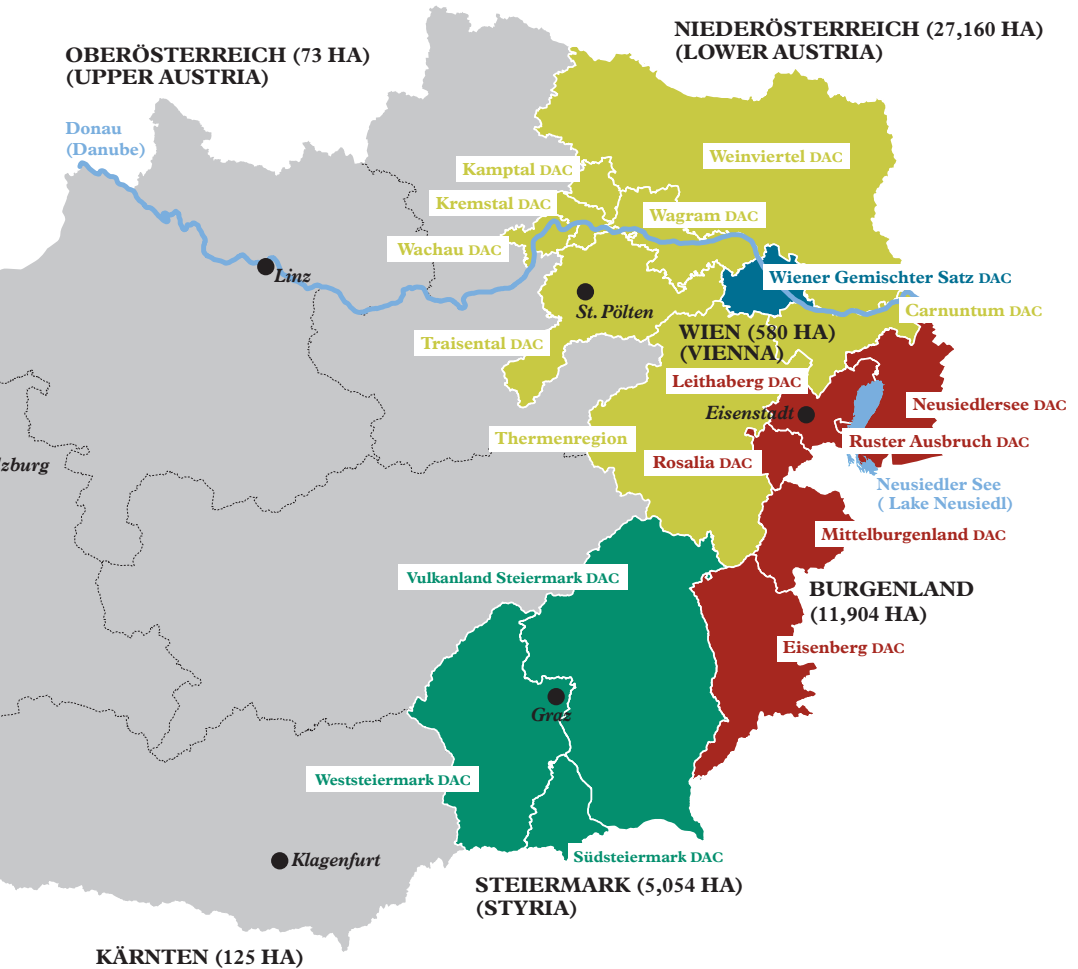 NIEDERÖSTERREICH (27,160 HA)
(LOWER AUSTRIA)
OBERÖSTERREICH (73 HA)
(UPPER AUSTRIA)
Donau
(Danube)
Weinviertel DAC
Kamptal DAC
Kremstal DAC
Wagram DAC
Wachau DAC
Linz
Wiener Gemischter Satz DAC
St. Pölten
Carnuntum DAC
WIEN (580 HA)
(VIENNA)
Traisental DAC
Leithaberg DAC
Neusiedlersee DAC
Eisenstadt
Thermenregion
Ruster Ausbruch DAC
Rosalia DAC
zburg
Neusiedler See
( Lake Neusiedl)
Mittelburgenland DAC
Vulkanland Steiermark DAC
BURGENLAND
(11,904 HA)
Eisenberg DAC
Graz
Weststeiermark DAC
Südsteiermark DAC
Klagenfurt
STEIERMARK (5,054 HA)
(STYRIA)
KÄRNTEN (125 HA)